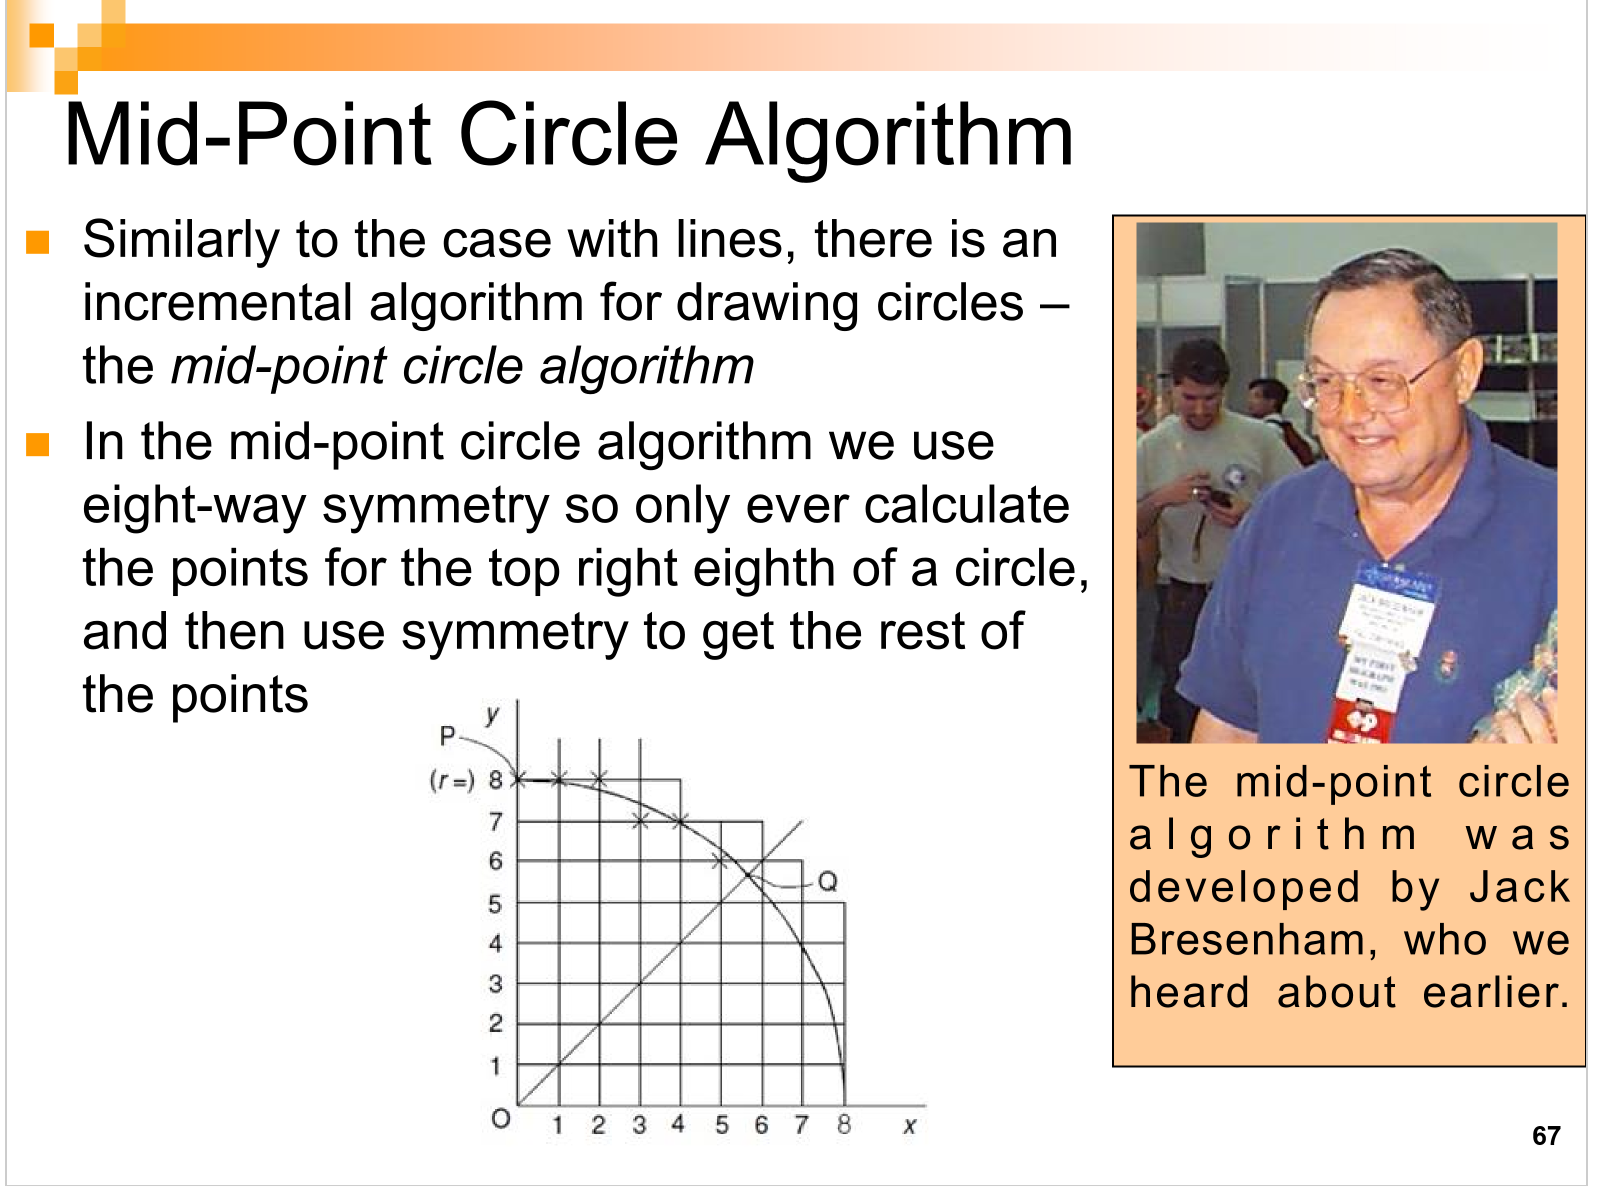 Mid-Point Circle Algorithm
Similarly to the case with lines, there is an
incremental algorithm for drawing circles –
the mid-point circle algorithm
In the mid-point circle algorithm we use
eight-way symmetry so only ever calculate
the points for the top right eighth of a circle,
and then use symmetry to get the rest of
the points
y
P
(r =) 8
7
6
Q
5
4
3
2
1
O 1 2 3 4 5 6 7 8 x
The mid-point circle
algorithm was
developed by Jack
Bresenham, who we
heard about earlier.
67